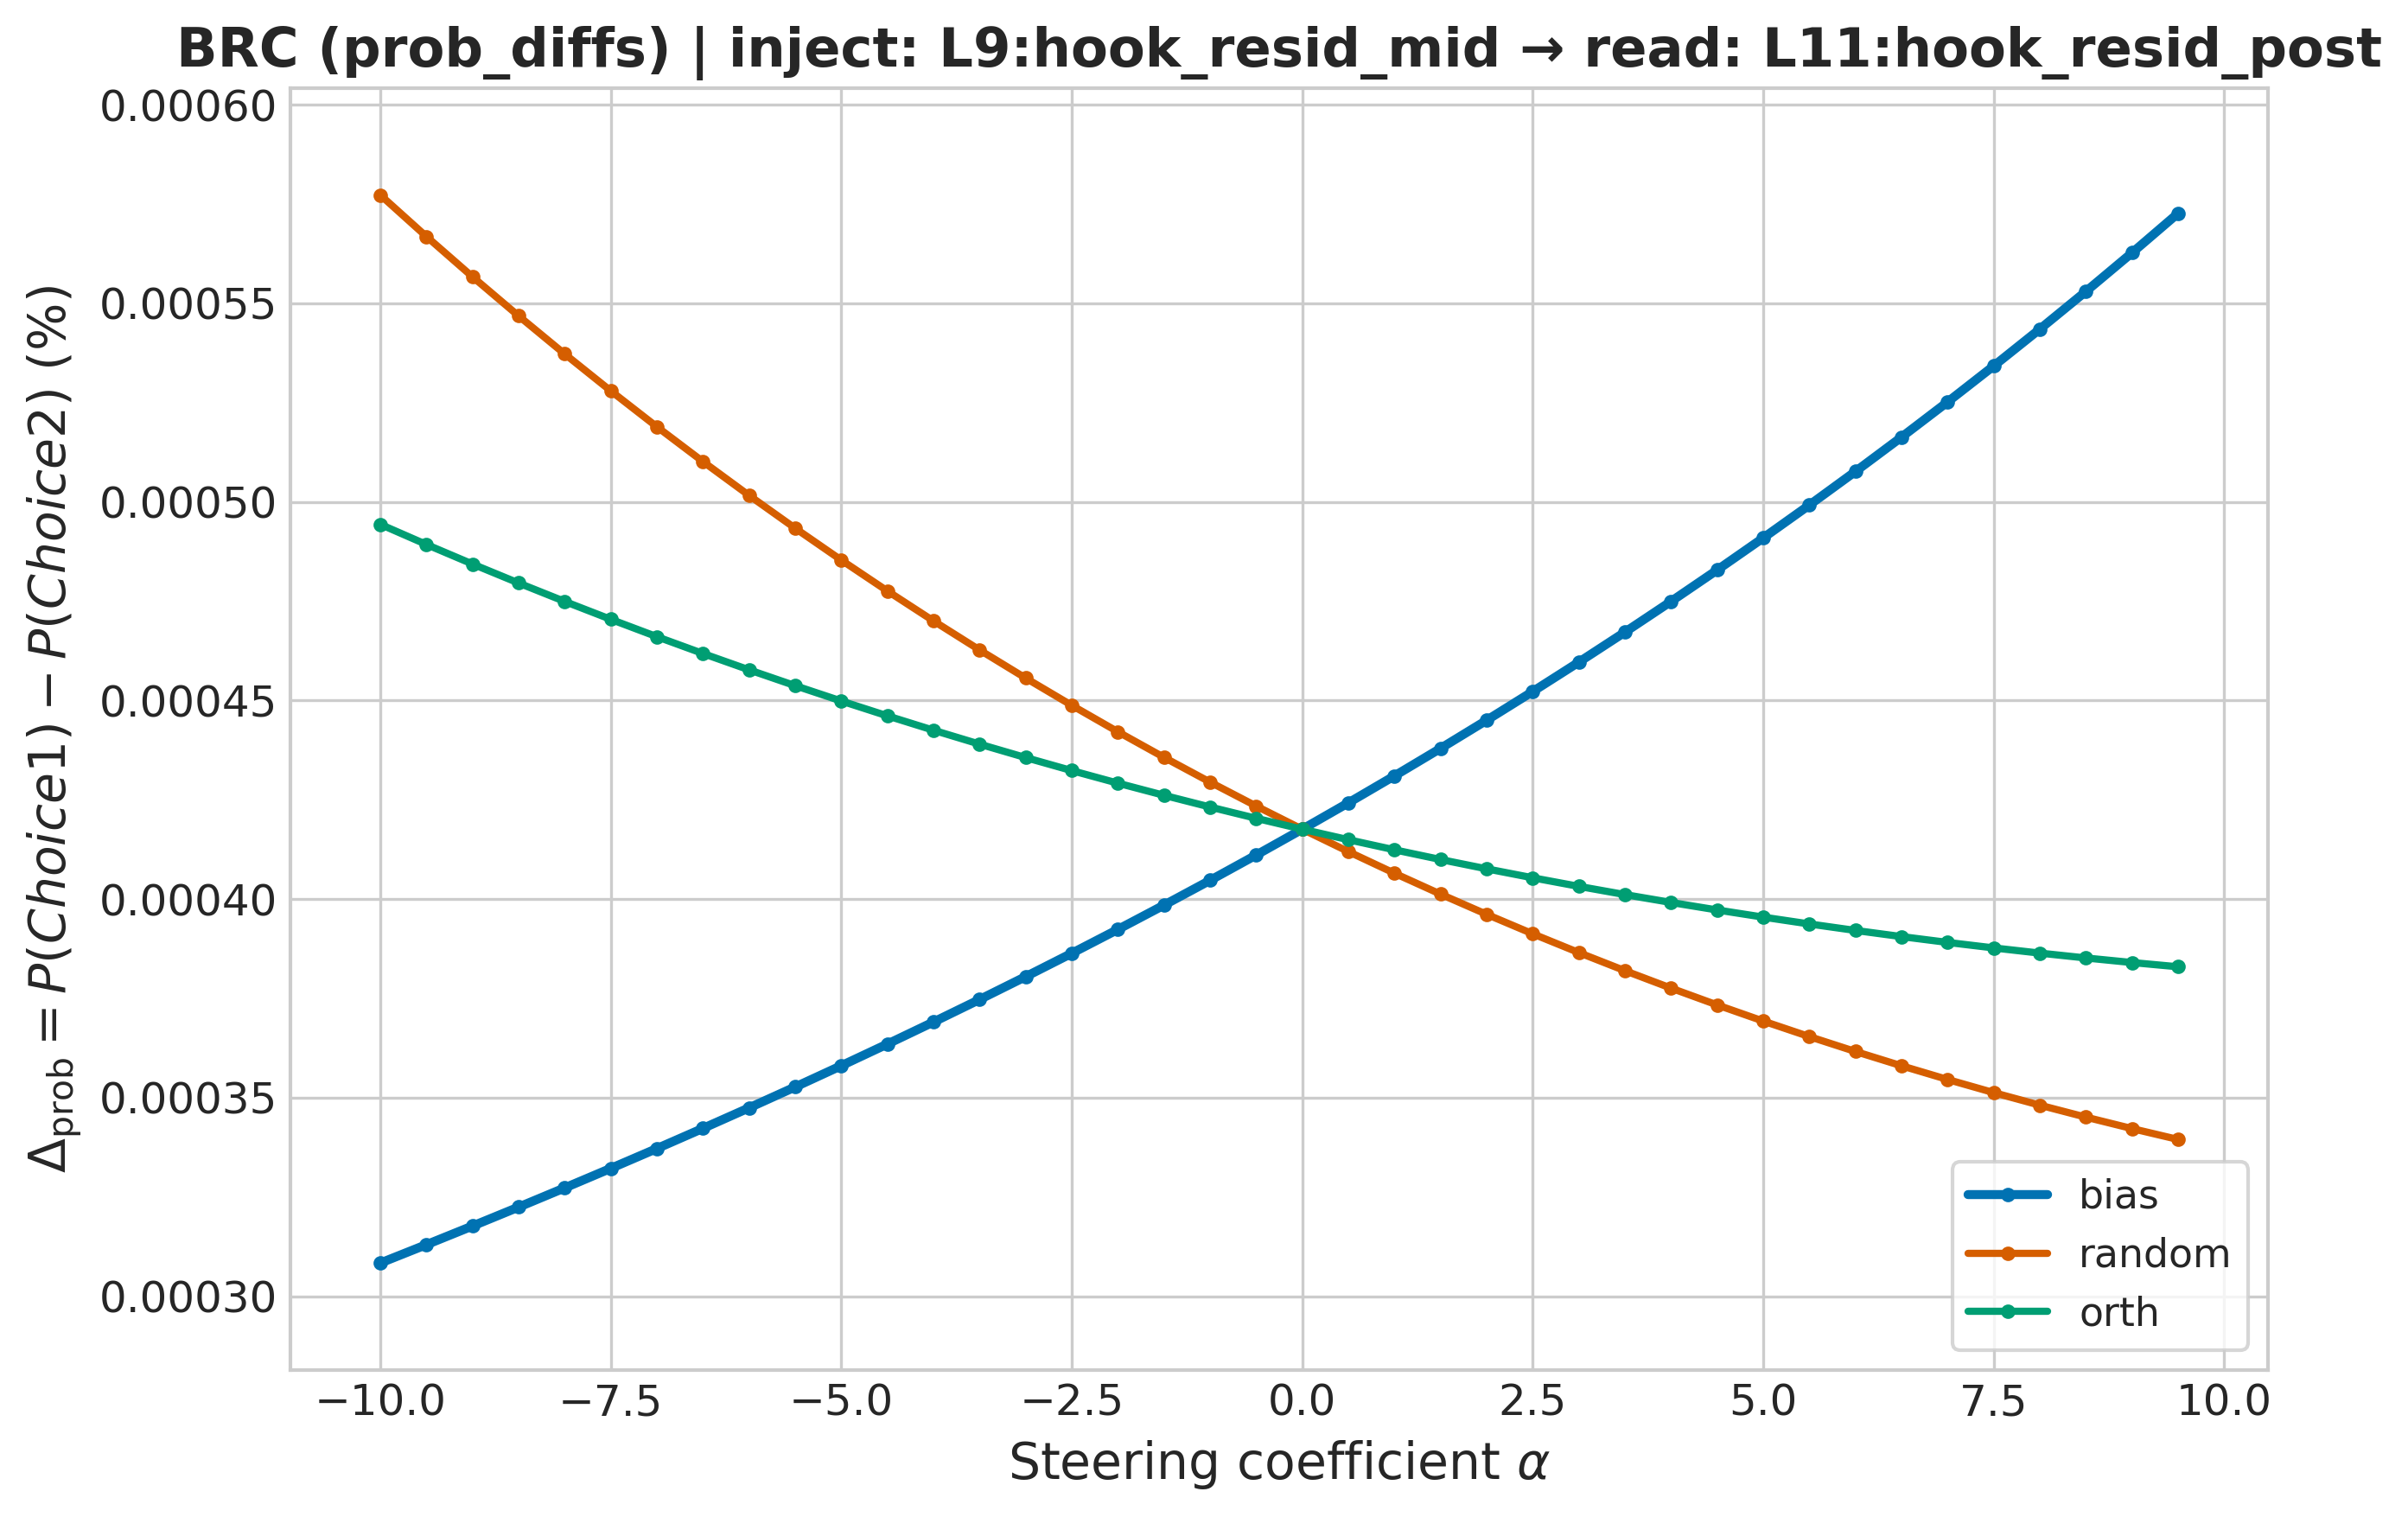 BRC (prob_diffs) | inject: L9:hook_resid_mid → read: L11:hook_resid_post
0.00060
0.00055
0.00050
0.00045
0.00040
0.00035
0.00030
Δprob = P(Choice1) − P(Choice2) (%)
−10.0 −7.5 −5.0 −2.5 0.0 2.5 5.0 7.5 10.0
Steering coefficient α
bias
random
orth